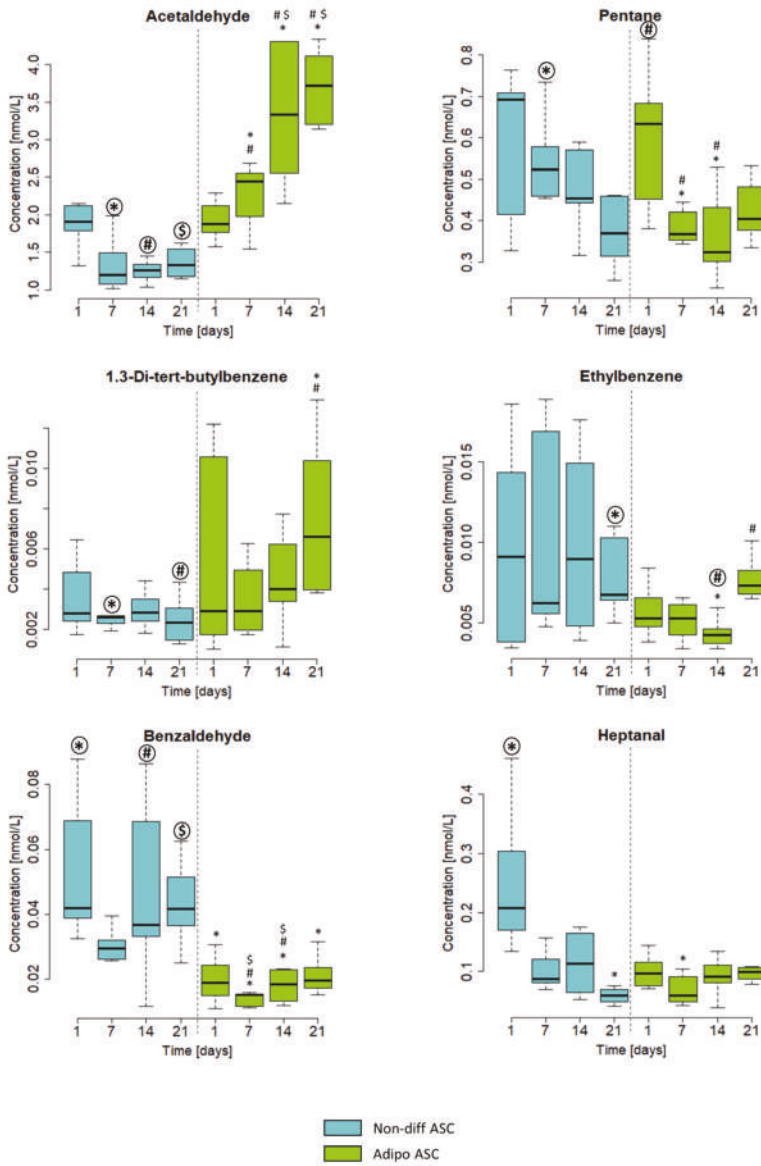 Acetaldehyde
# $
*
# $
*
*
#
*
#
$
Concentration [nmol/L]
1.0 1.5 2.0 2.5 3.0 3.5 4.0
1 7 14 21 1 7 14 21
Time [days]
Pentane
*
#
#
*
#
*
Concentration [nmol/L]
0.3 0.4 0.5 0.6 0.7 0.8
1 7 14 21 1 7 14 21
Time [days]
1.3-Di-tert-butylbenzene
*
#
*
#
Concentration [nmol/L]
0.002 0.006 0.010
1 7 14 21 1 7 14 21
Time [days]
Ethylbenzene
*
#
*
#
Concentration [nmol/L]
0.005 0.010 0.015
1 7 14 21 1 7 14 21
Time [days]
Benzaldehyde
*
#
$
*
$
#
*
$
#
*
*
Concentration [nmol/L]
0.02 0.04 0.06 0.08
1 7 14 21 1 7 14 21
Time [days]
Heptanal
*
*
*
Concentration [nmol/L]
0.1 0.2 0.3 0.4
1 7 14 21 1 7 14 21
Time [days]
Non-diff ASC
Adipo ASC